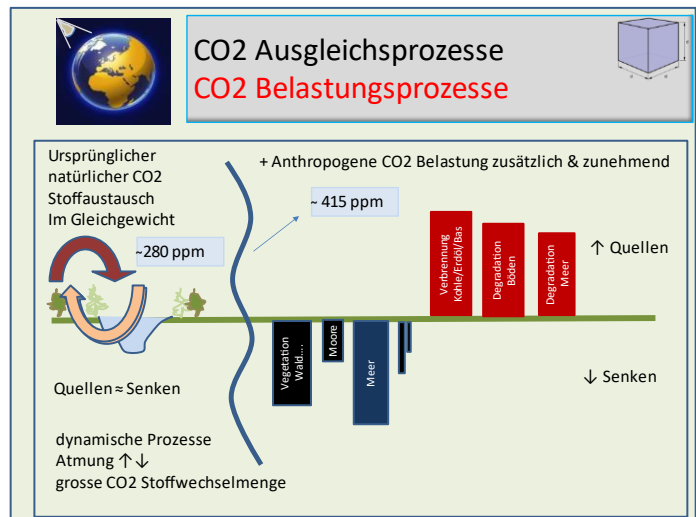 CO2 Ausgleichsprozesse
CO2 Belastungsprozesse
Ursprünglicher
natürlicher CO2
Stoffaustausch
Im Gleichgewicht
+ Anthropogene CO2 Belastung zusätzlich & zunehmend
~280 ppm
~ 415 ppm
Verbrennung
Kohle/Erdöl/Bas
Degradation
Böden
Degradation
Meer
↑ Quellen
Vegetation
Wald....
Moore
Meer
↓ Senken
Quellen ≈ Senken
dynamische Prozesse
Atmung ↑↓
grosse CO2 Stoffwechselmenge